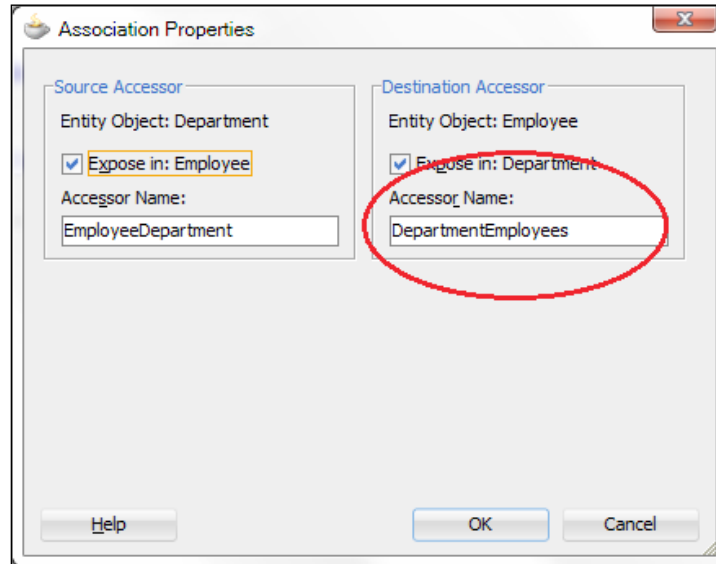 Association Properties
Source Accessor
Entity Object: Department
Expose in: Employee
Accessor Name:
EmployeeDepartment
Destination Accessor
Entity Object: Employee
Expose in: Department
Accessor Name:
DepartmentEmployees
Help
OK
Cancel